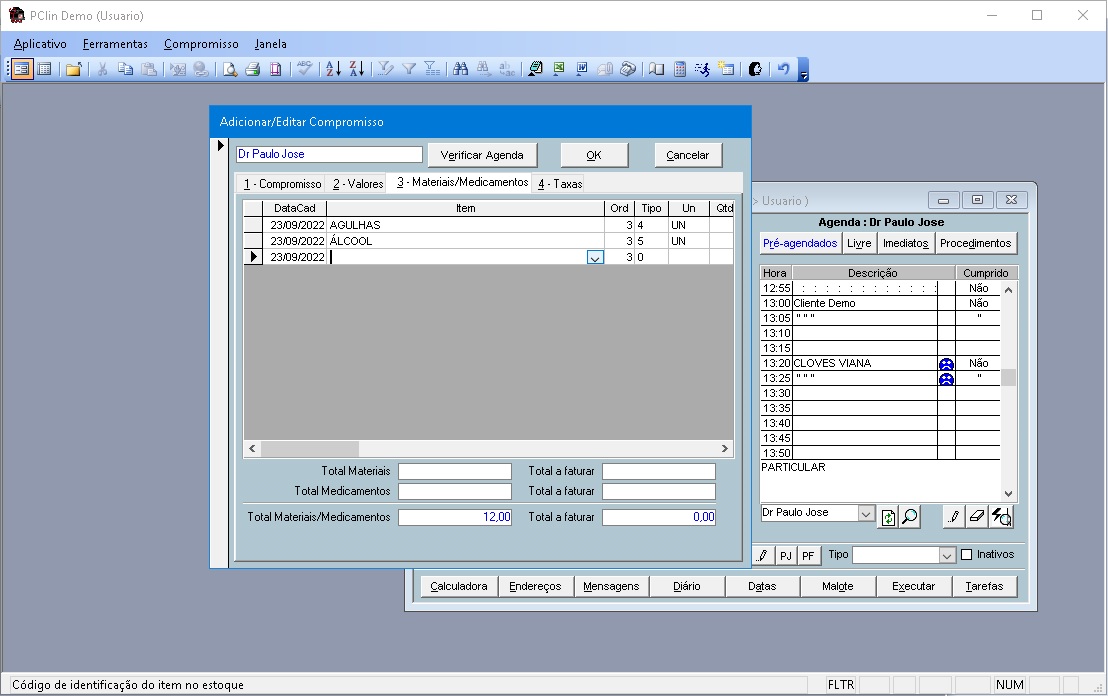 PClin Demo (Usuario)
Aplicativo Ferramentas Compromisso Janela
Adicionar/Editar Compromisso
Dr Paulo Jose Verificar Agenda OK Cancelar
1 - Compromisso 2 - Valores 3 - Materiais/Medicamentos 4 - Taxas
DataCad Item Ord Tipo Un Qtd
23/09/2022 AGULHAS 3 4 UN
23/09/2022 ÁLCOOL 3 5 UN
23/09/2022 3 0
Total Materiais Total a faturar
Total Medicamentos Total a faturar
Total Materiais/Medicamentos 12,00 Total a faturar 0,00
> Usuario )
Agenda : Dr Paulo Jose
Pré-agendados Livre Imediatos Procedimentos
Hora Descrição Cumprido
12:55 : : : : : : : : : : : : Não
13:00 Cliente Demo Não
13:05 " " " "
13:10
13:15
13:20 CLOVES VIANA Não
13:25 " " " "
13:30
13:35
13:40
13:45
13:50
PARTICULAR
Dr Paulo Jose
PJ PF Tipo Inativos
Calculadora Endereços Mensagens Diário Datas Malote Executar Tarefas
Código de identificação do item no estoque FLTR NUM